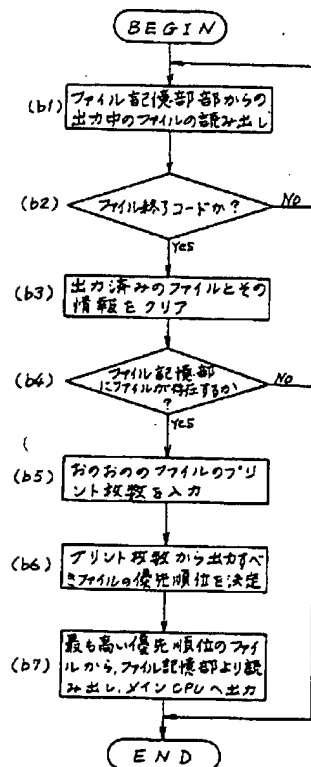 BEGIN
(b1)
ファイル記憶部部からの
出力中のファイルの読み出し
(b2)
ファイル終了コードか?
No
Yes
(b3)
出力済みのファイルとその
情報をクリア
(b4)
ファイル記憶部
にファイルが存在するか
?
No
Yes
(b5)
おのおののファイルのプリ
ント枚数を入力
(b6)
プリント枚数から出力すべ
きファイルの優先順位を決定
(b7)
最も高い優先順位のファ
イルから,ファイル記憶部より読
み出し,メインCPUへ出力
END